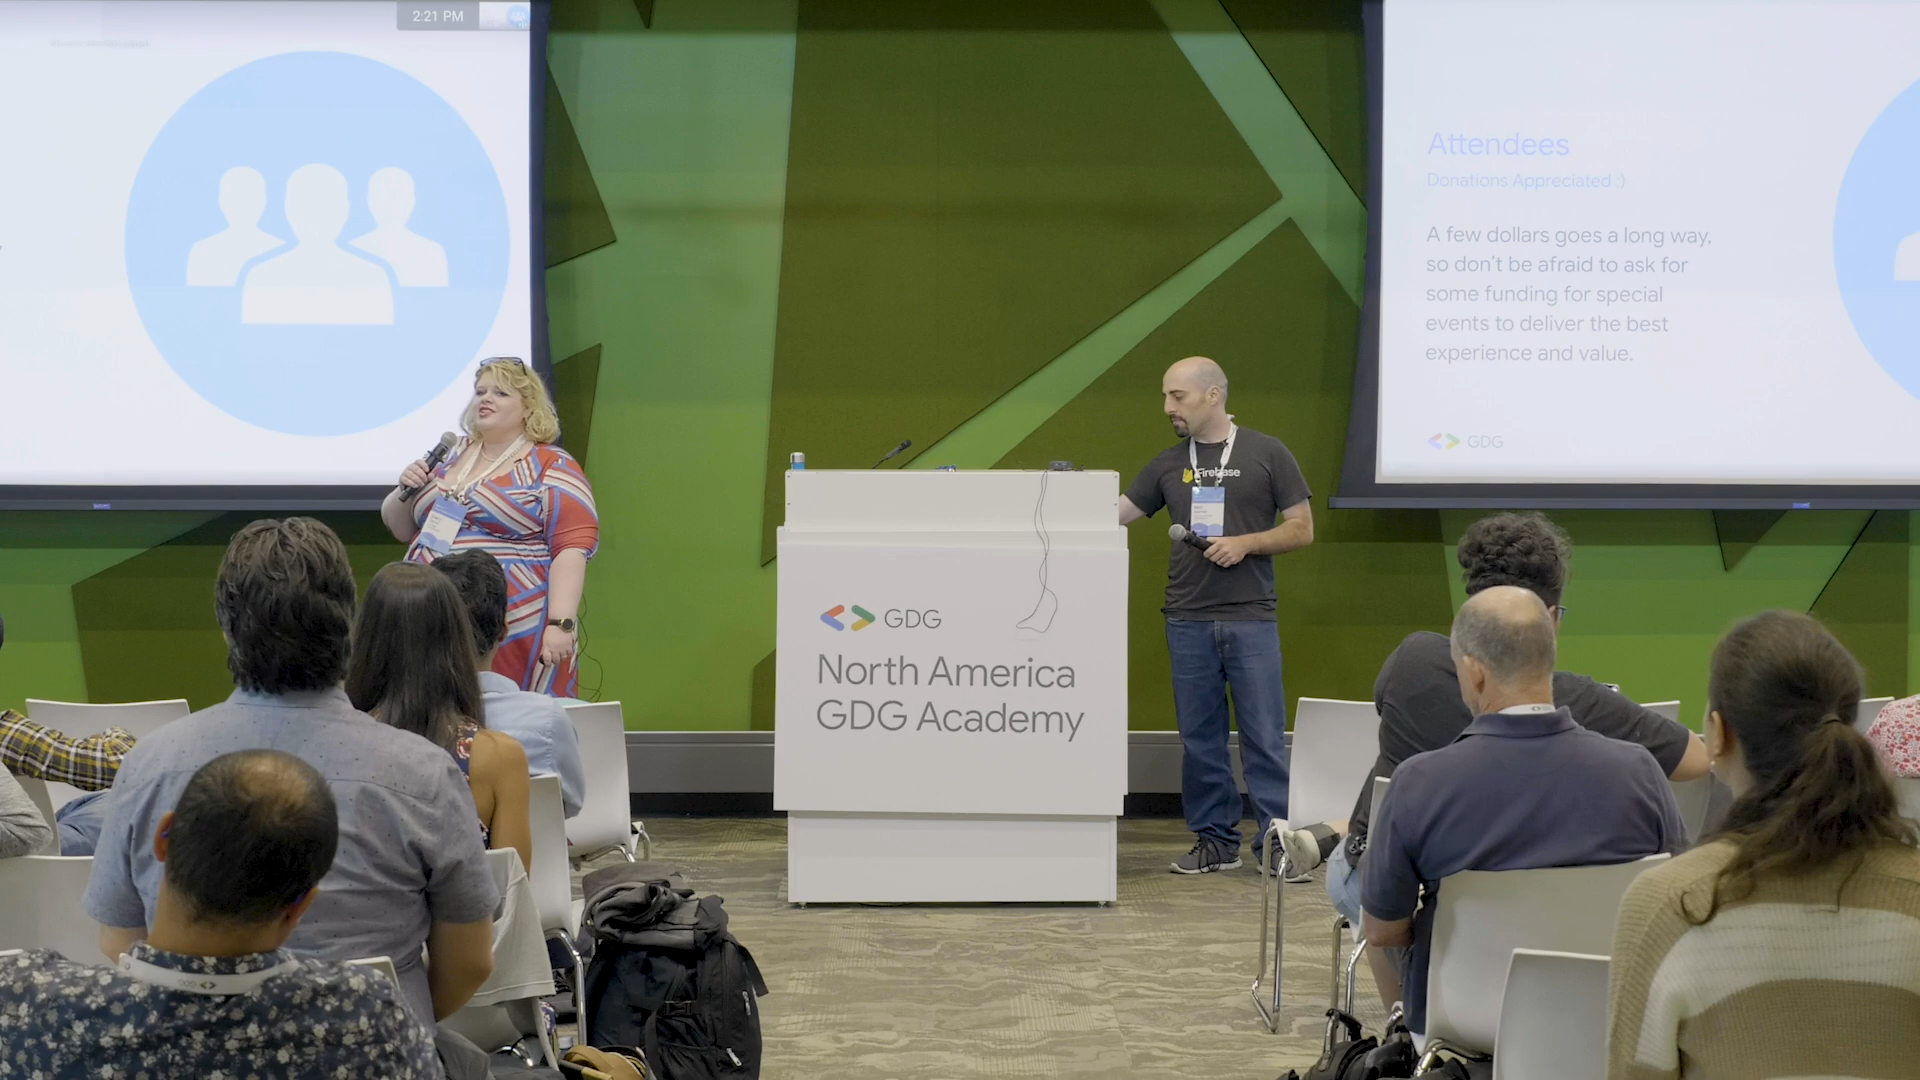 2:21 PM
Attendees
Donations Appreciated :)
A few dollars goes a long way,
so don't be afraid to ask for
some funding for special
events to deliver the best
experience and value.
GDG
Firebase
GDG
North America
GDG Academy